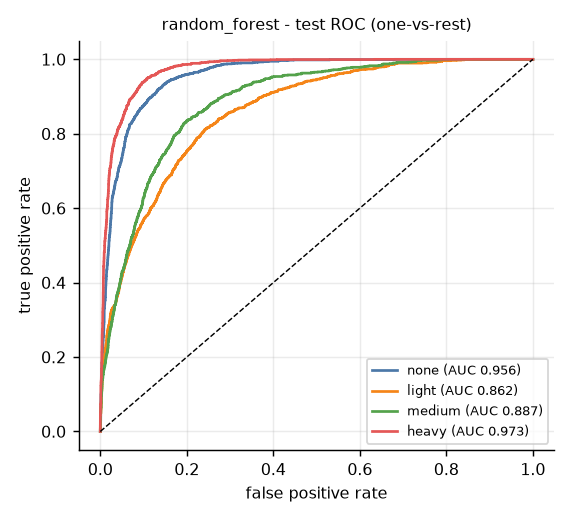 random_forest - test ROC (one-vs-rest)
1.0
0.8
0.6
0.4
0.2
0.0
true positive rate
0.0 0.2 0.4 0.6 0.8 1.0
false positive rate
none (AUC 0.956)
light (AUC 0.862)
medium (AUC 0.887)
heavy (AUC 0.973)